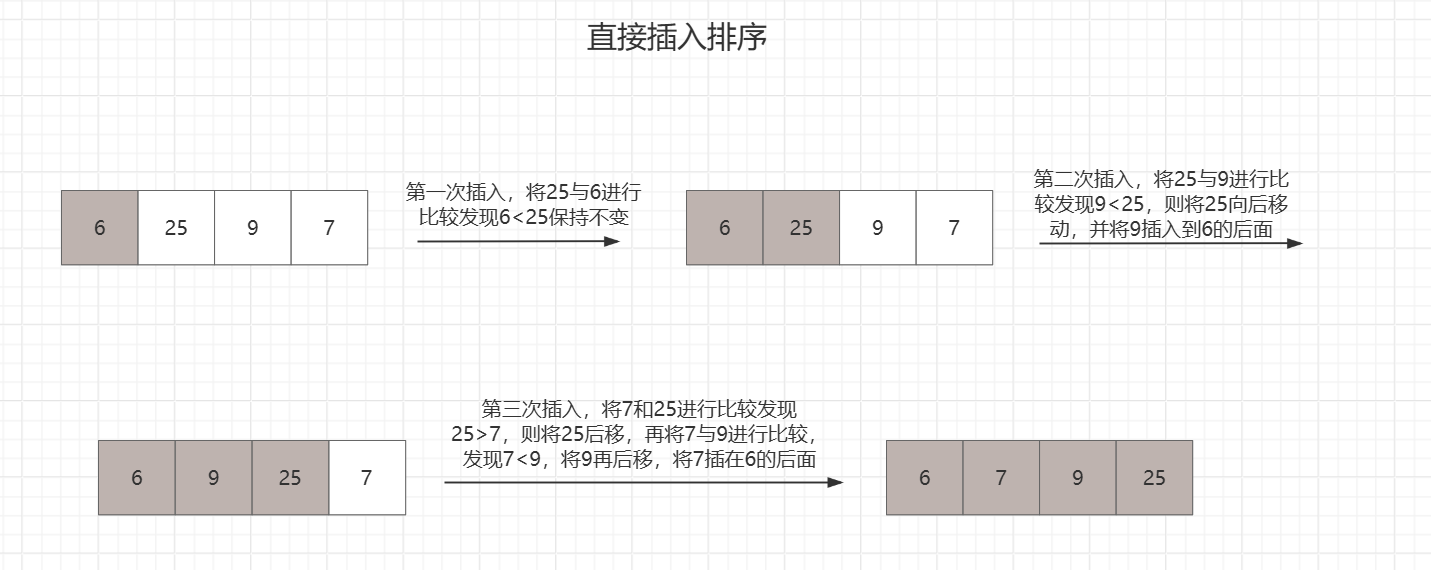 直接插入排序
6 25 9 7
第一次插入，将25与6进行
比较发现6<25保持不变
6 25 9 7
第二次插入，将25与9进行比
较发现9<25，则将25向后移
动，并将9插入到6的后面
6 9 25 7
第三次插入，将7和25进行比较发现
25>7，则将25后移，再将7与9进行比较，
发现7<9，将9再后移，将7插在6的后面
6 7 9 25